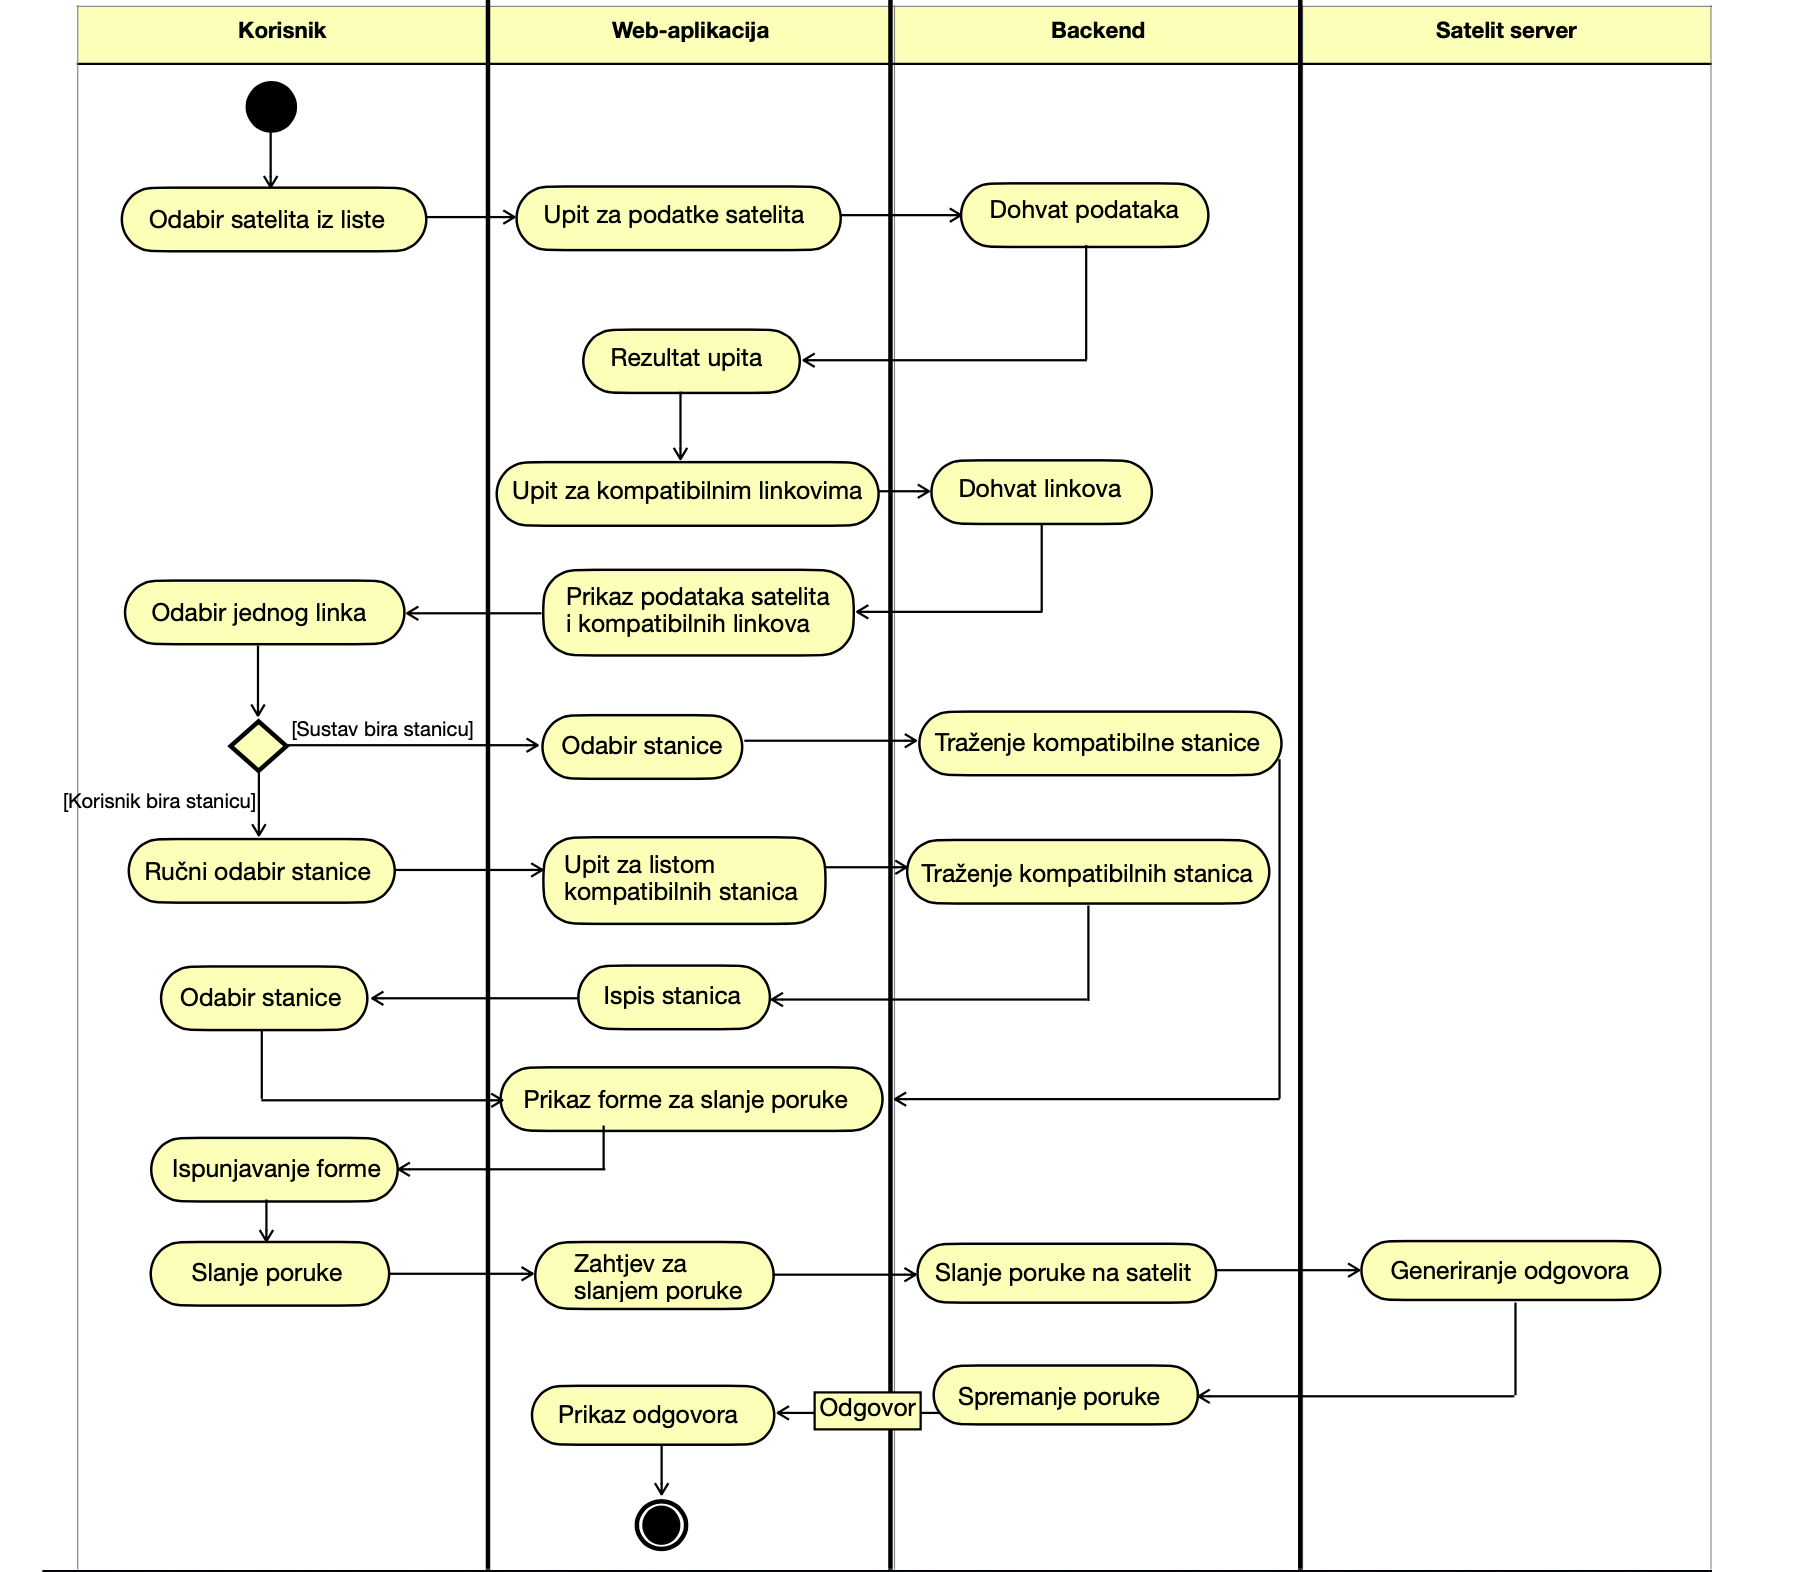 Korisnik
Web-aplikacija
Backend
Satelit server
Odabir satelita iz liste
Upit za podatke satelita
Dohvat podataka
Rezultat upita
Upit za kompatibilnim linkovima
Dohvat linkova
Odabir jednog linka
Prikaz podataka satelita
i kompatibilnih linkova
[Sustav bira stanicu]
Odabir stanice
Traženje kompatibilne stanice
[Korisnik bira stanicu]
Ručni odabir stanice
Upit za listom
kompatibilnih stanica
Traženje kompatibilnih stanica
Odabir stanice
Ispis stanica
Prikaz forme za slanje poruke
Ispunjavanje forme
Slanje poruke
Zahtjev za
slanjem poruke
Slanje poruke na satelit
Generiranje odgovora
Prikaz odgovora
Odgovor
Spremanje poruke